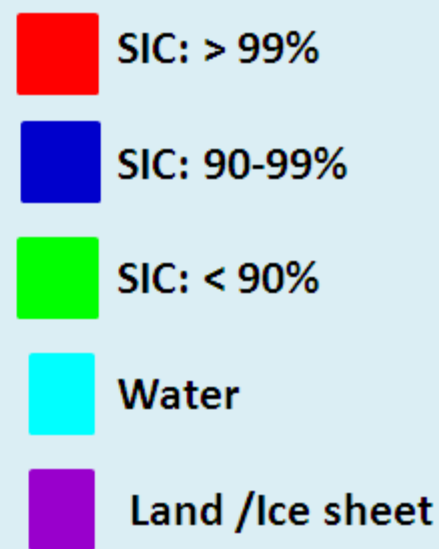 SIC: > 99%
SIC: 90-99%
SIC: < 90%
Water
Land /Ice sheet